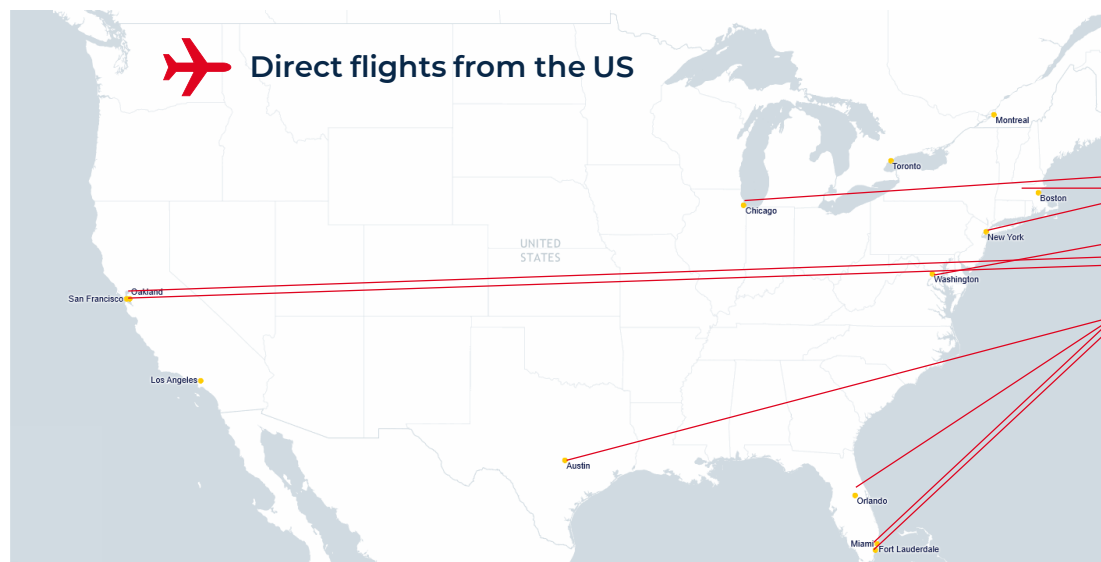 Direct flights from the US
Montreal
Toronto
Boston
Chicago
New York
UNITED
STATES
Washington
Oakland
San Francisco
Los Angeles
Austin
Orlando
Miami
Fort Lauderdale